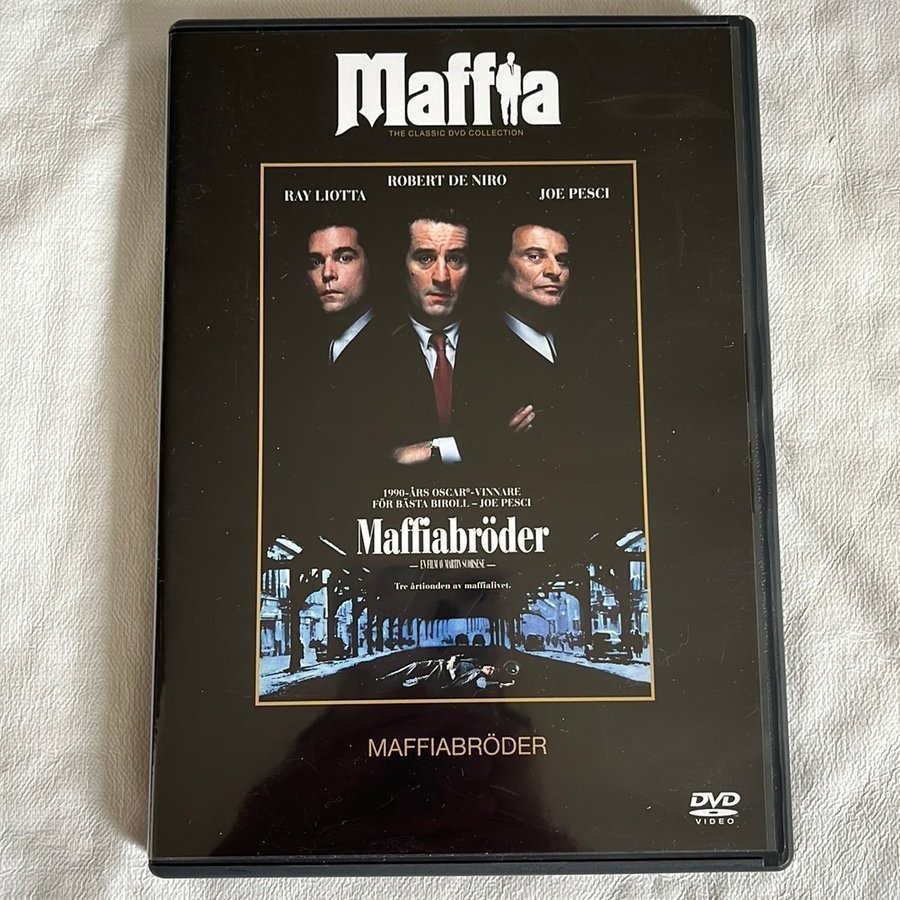 Maffia
THE CLASSIC DVD COLLECTION
ROBERT DE NIRO
RAY LIOTTA
JOE PESCI
1990-ÅRS OSCAR®-VINNARE
FÖR BÄSTA BIROLL – JOE PESCI
Maffiabröder
— EN FILM AV MARTIN SCORSESE —
Tre årtionden av maffialivet.
MAFFIABRÖDER
DVD
VIDEO